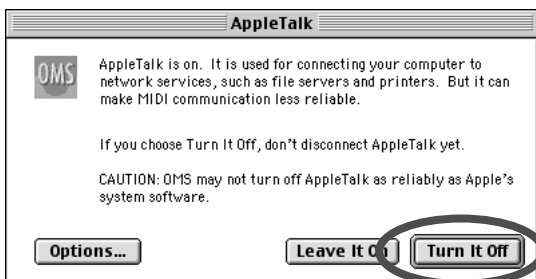 AppleTalk
OMS
AppleTalk is on. It is used for connecting your computer to
network services, such as file servers and printers. But it can
make MIDI communication less reliable.
If you choose Turn It Off, don't disconnect AppleTalk yet.
CAUTION: OMS may not turn off AppleTalk as reliably as Apple's
system software.
Options... Leave It On Turn It Off